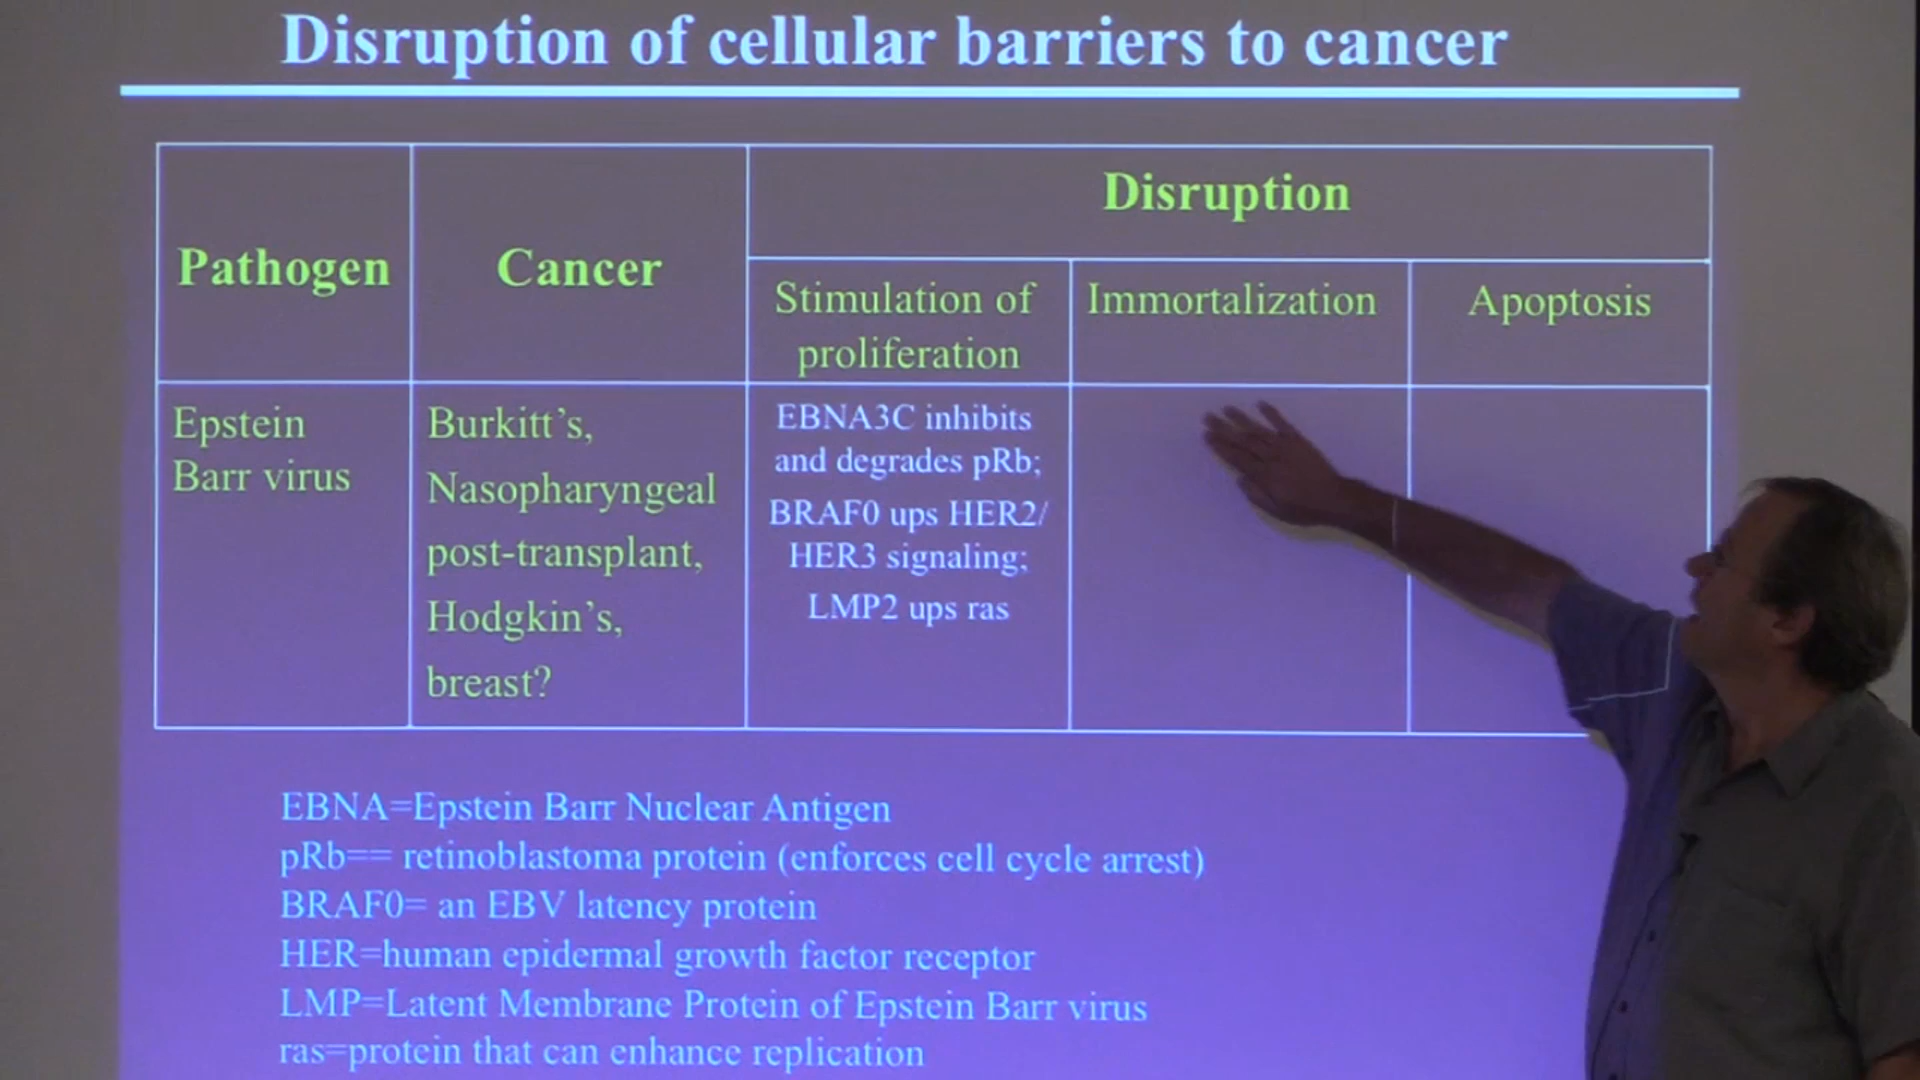 Disruption of cellular barriers to cancer
Pathogen
Cancer
Disruption
Stimulation of
proliferation
Immortalization
Apoptosis
Epstein
Barr virus
Burkitt's,
Nasopharyngeal
post-transplant,
Hodgkin's,
breast?
EBNA3C inhibits
and degrades pRb;
BRAF0 ups HER2/
HER3 signaling;
LMP2 ups ras
EBNA=Epstein Barr Nuclear Antigen
pRb== retinoblastoma protein (enforces cell cycle arrest)
BRAF0= an EBV latency protein
HER=human epidermal growth factor receptor
LMP=Latent Membrane Protein of Epstein Barr virus
ras=protein that can enhance replication